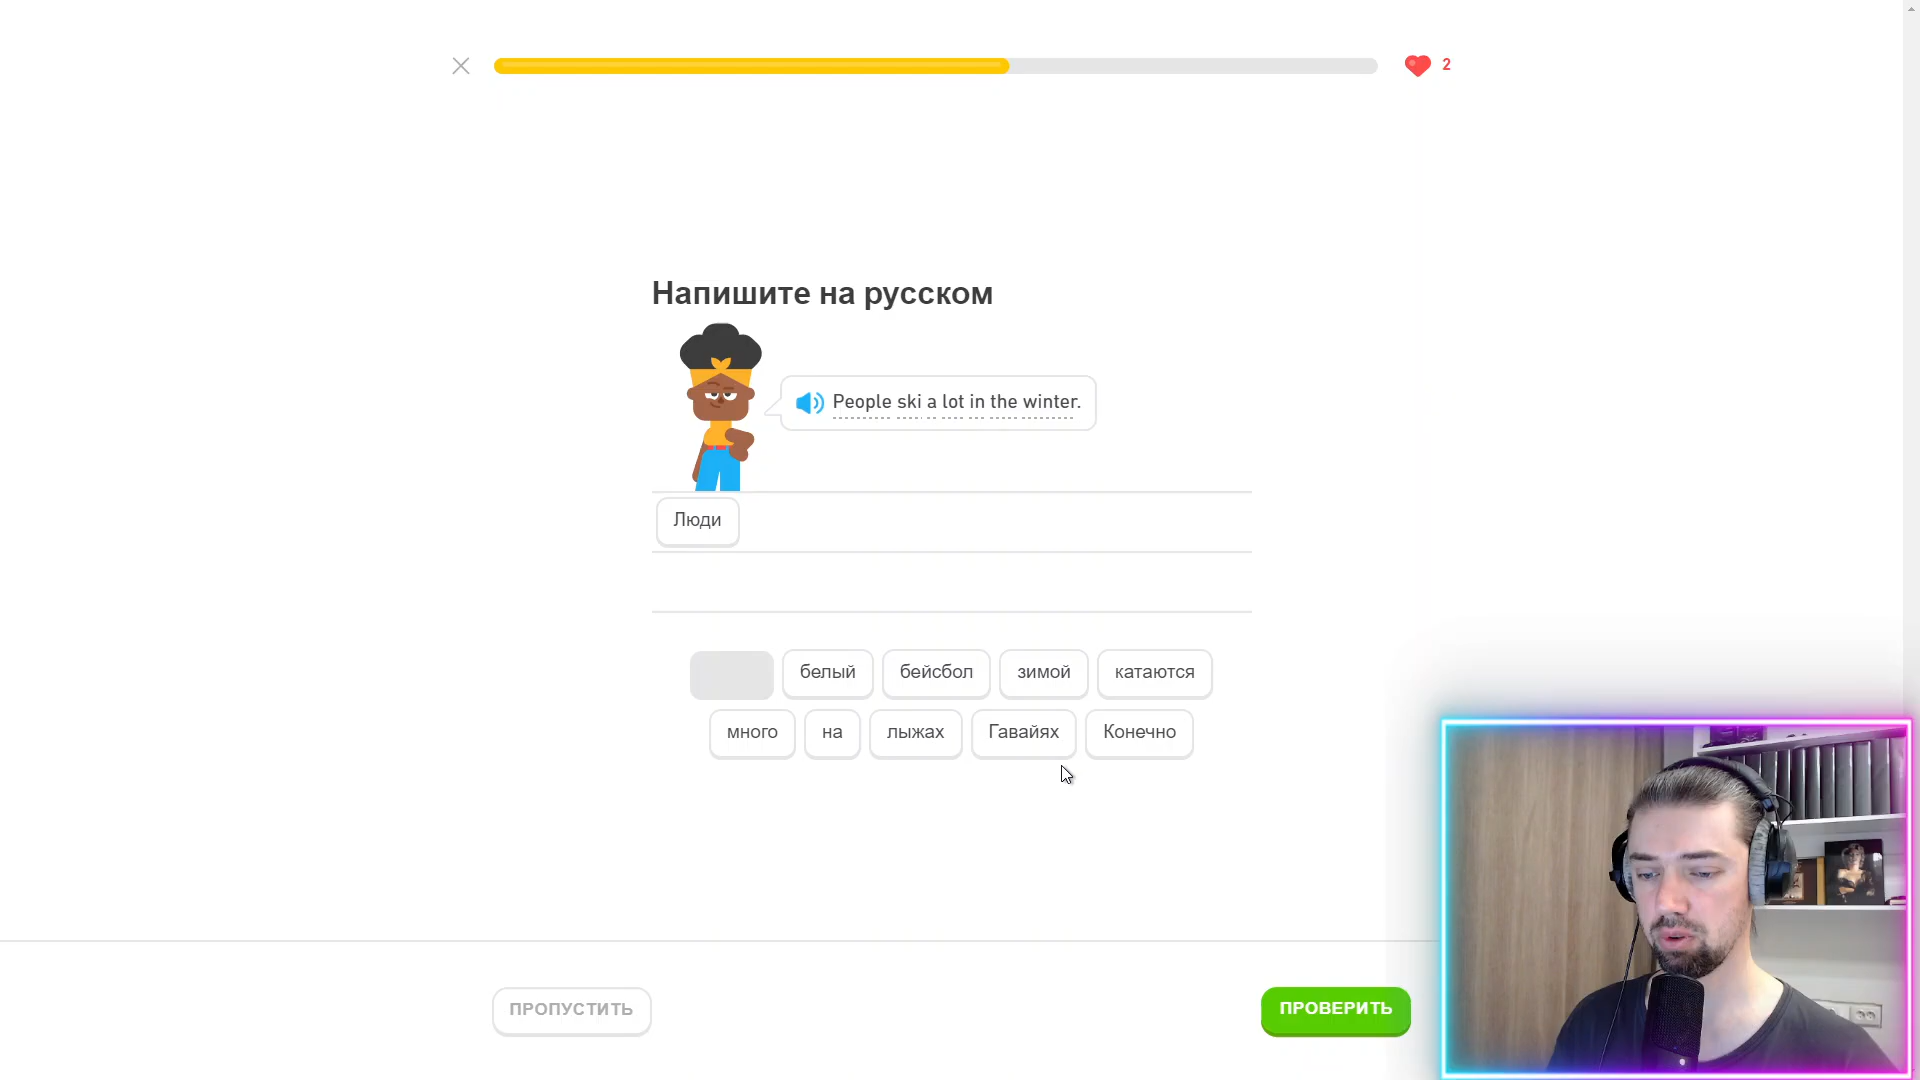 2
Напишите на русском
People ski a lot in the winter.
Люди
белый бейсбол зимой катаются
много на лыжах Гавайях Конечно
ПРОПУСТИТЬ ПРОВЕРИТЬ